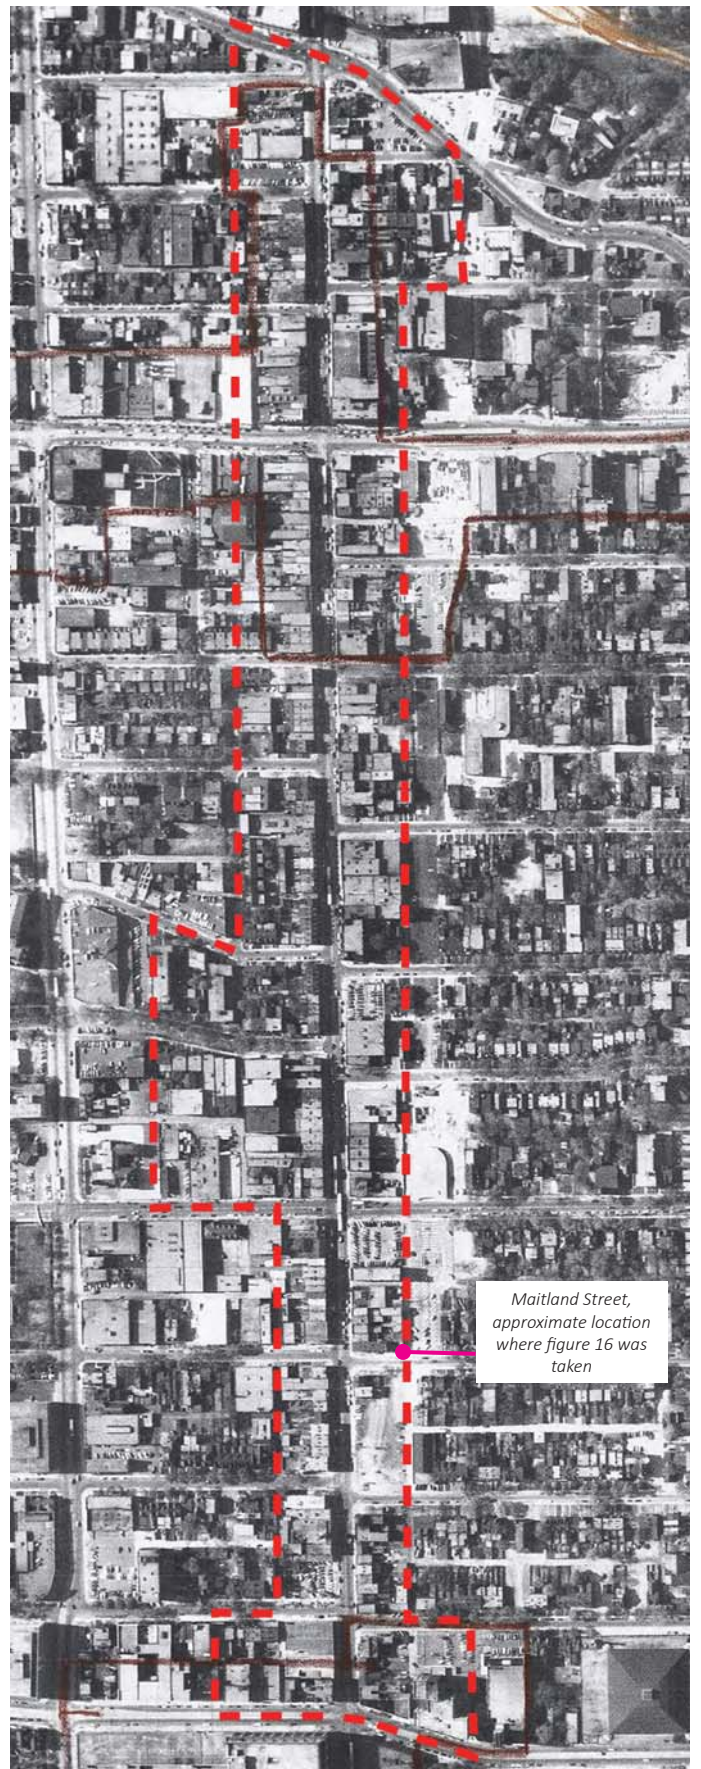 Maitland Street,
approximate location
where figure 16 was
taken